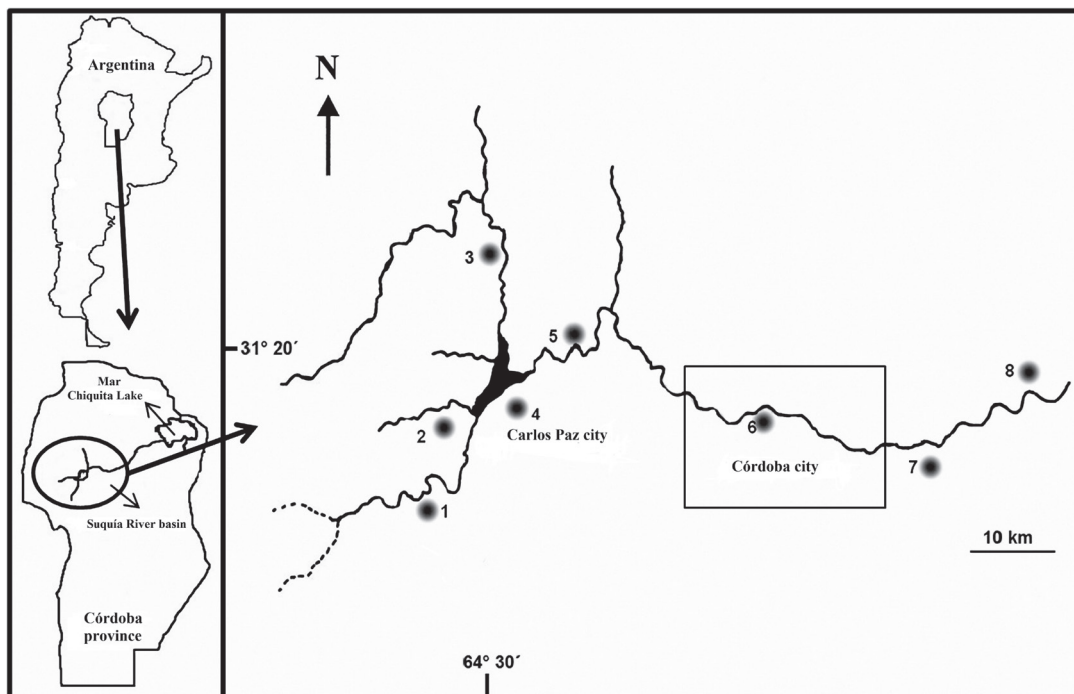 Argentina
Mar
Chiquita Lake
Suquía River basin
Córdoba
province
N
31° 20´
3
5
8
4
Carlos Paz city
2
6
Córdoba city
7
1
10 km
64° 30´